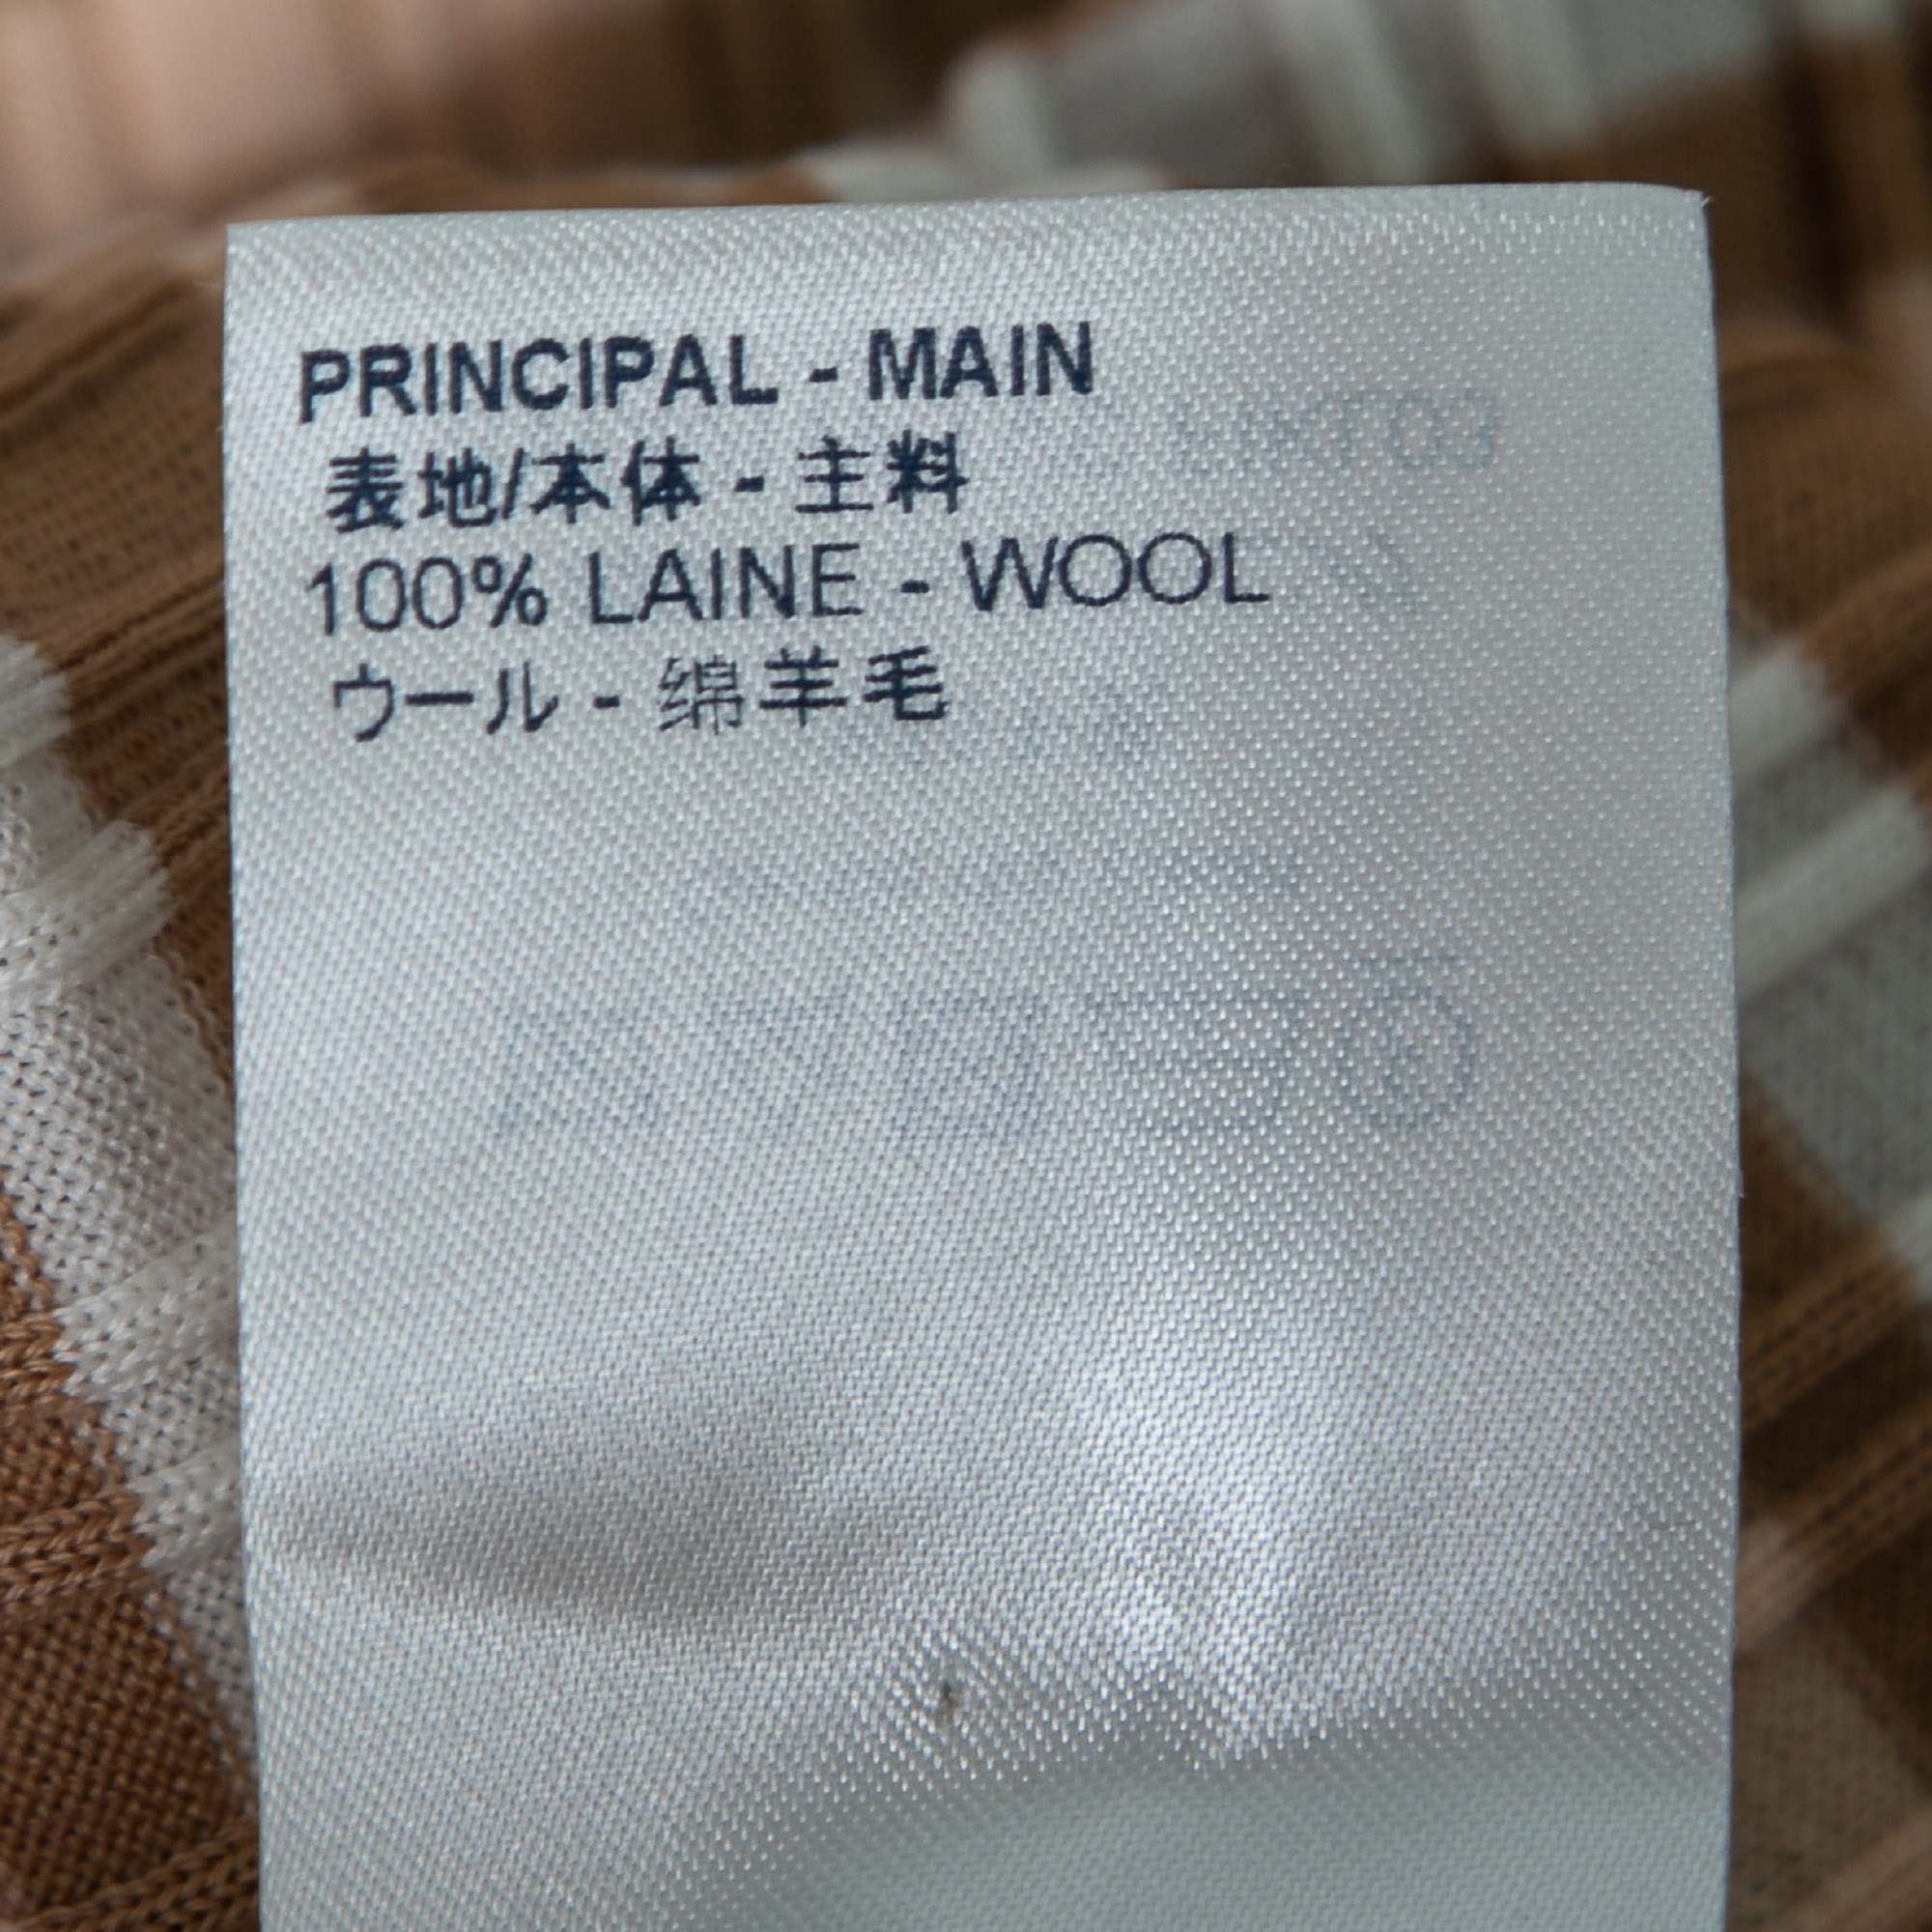 PRINCIPAL - MAIN
表地/本体 - 主料
100% LAINE - WOOL
ウール - 绵羊毛